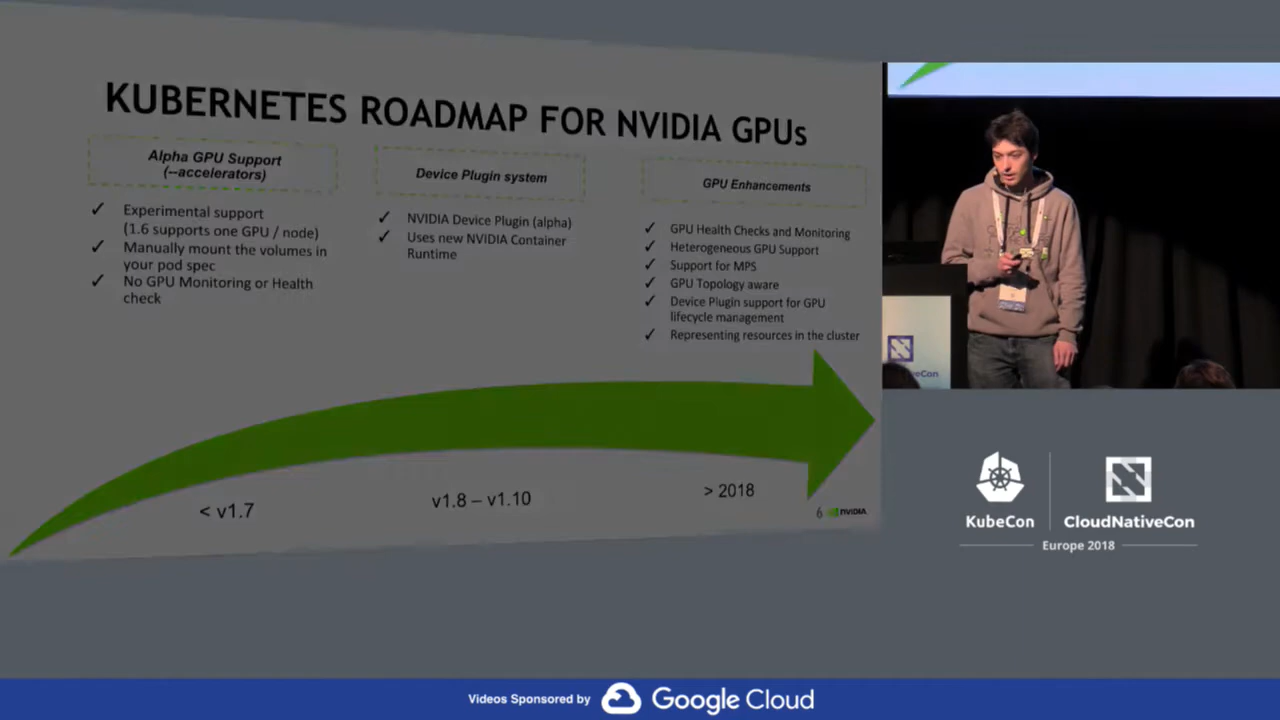 KUBERNETES ROADMAP FOR NVIDIA GPUs
Alpha GPU Support
(--accelerators)
✓ Experimental support
(1.6 supports one GPU / node)
✓ Manually mount the volumes in
your pod spec
✓ No GPU Monitoring or Health
check
Device Plugin system
✓ NVIDIA Device Plugin (alpha)
✓ Uses new NVIDIA Container
Runtime
GPU Enhancements
✓ GPU Health Checks and Monitoring
✓ Heterogeneous GPU Support
✓ Support for MPS
✓ GPU Topology aware
✓ Device Plugin support for GPU
lifecycle management
✓ Representing resources in the cluster
< v1.7
v1.8 – v1.10
> 2018
6 NVIDIA
KubeCon
CloudNativeCon
Europe 2018
Videos Sponsored by Google Cloud